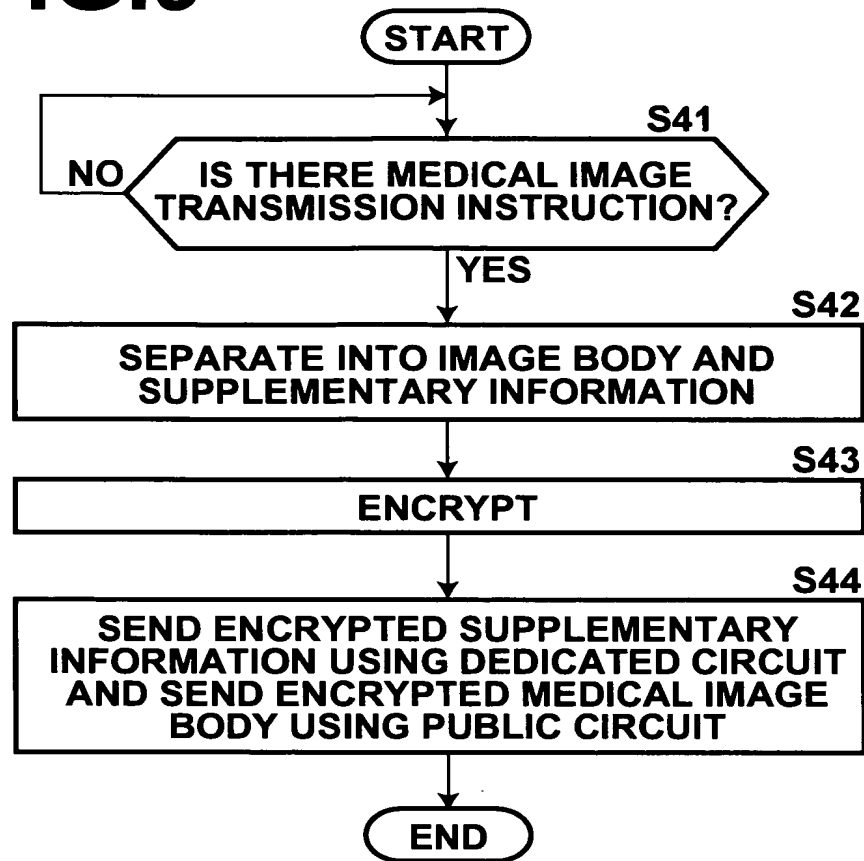 START
S41
NO
IS THERE MEDICAL IMAGE
TRANSMISSION INSTRUCTION?
YES
S42
SEPARATE INTO IMAGE BODY AND
SUPPLEMENTARY INFORMATION
S43
ENCRYPT
S44
SEND ENCRYPTED SUPPLEMENTARY
INFORMATION USING DEDICATED CIRCUIT
AND SEND ENCRYPTED MEDICAL IMAGE
BODY USING PUBLIC CIRCUIT
END